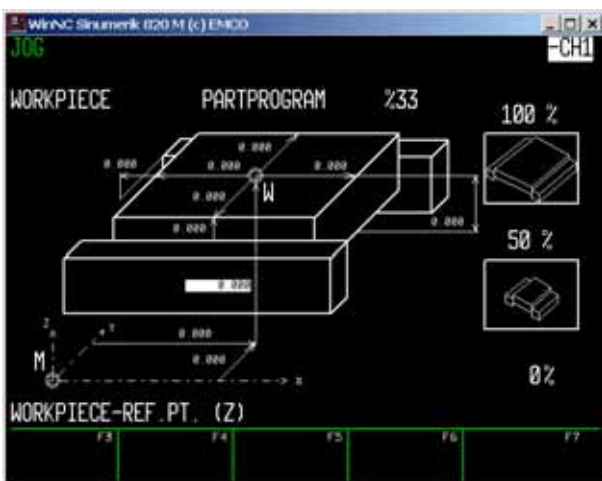 WinNC Sinumerik 820 M (c) EMCO
JOG
-CH1
WORKPIECE PARTPROGRAM %33
100 %
0.000
0.000 0.000 0.000
W
0.000
0.000 0.000
50 %
0.000
Z Y 0.000
M 0.000
X
0%
WORKPIECE-REF.PT. (Z)
F3 F4 F5 F6 F7